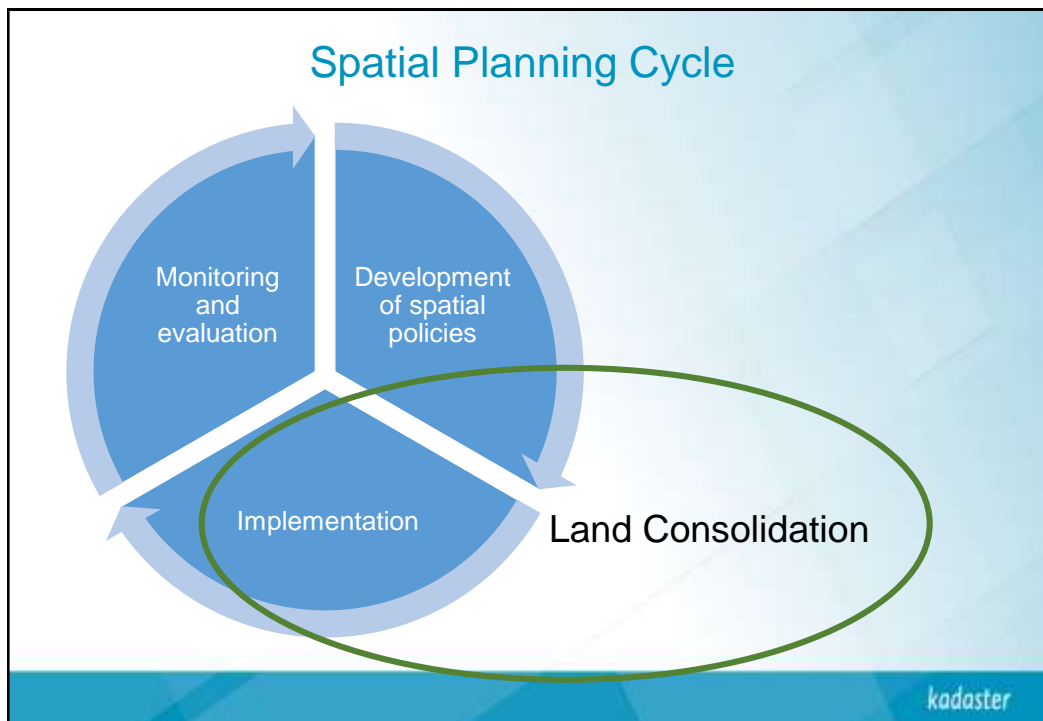 Spatial Planning Cycle
Monitoring
and
evaluation
Development
of spatial
policies
Implementation
Land Consolidation
kadaster